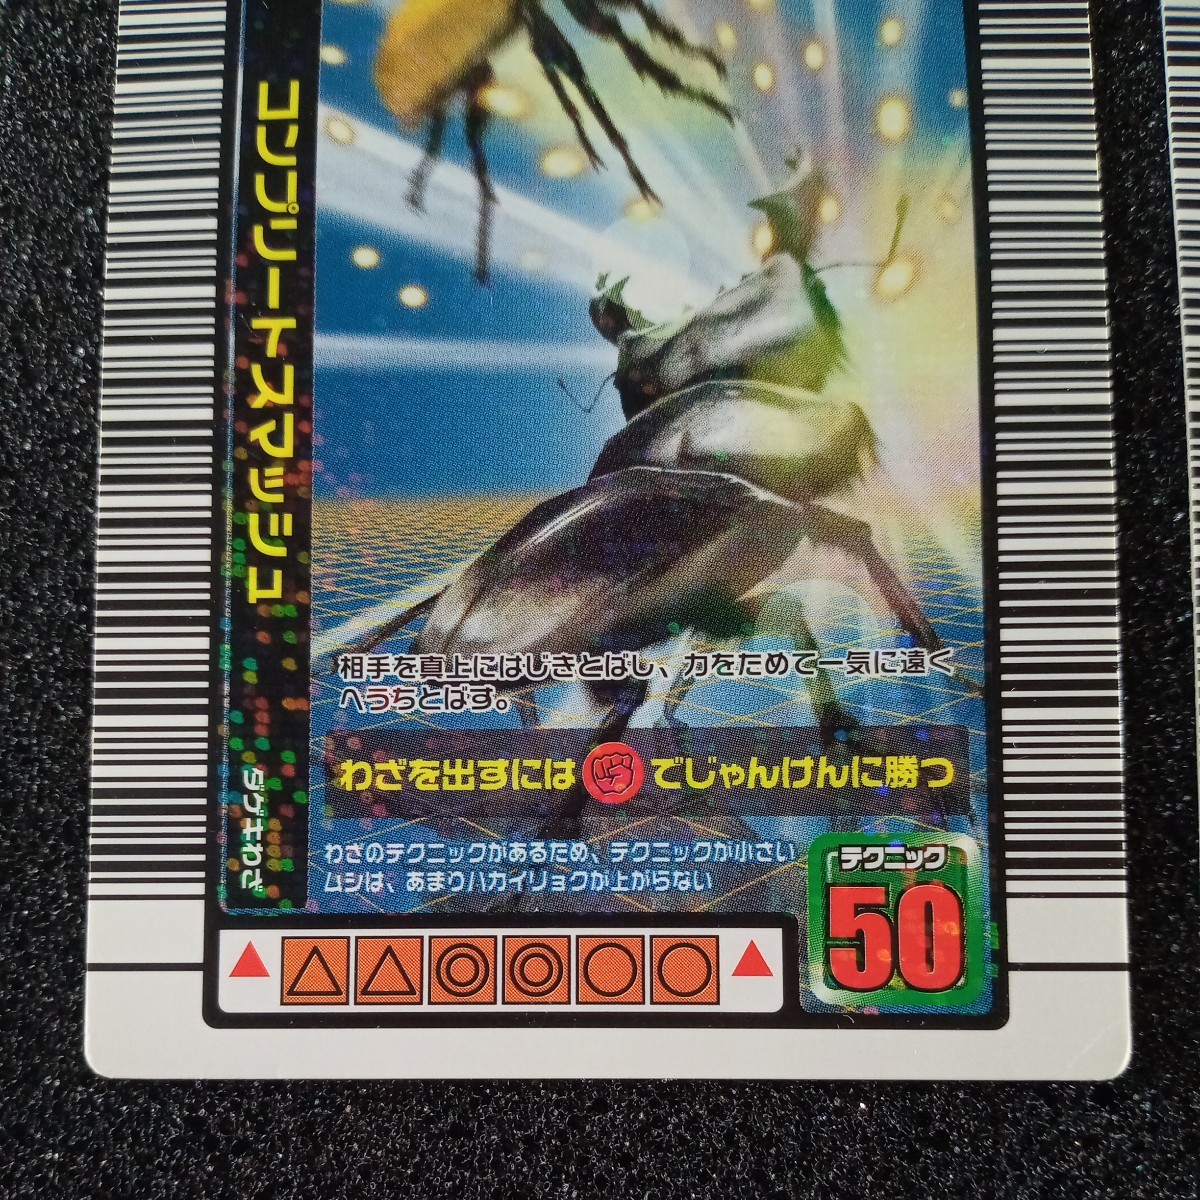 コンプリートスマッシュ
ダゲキわざ
相手を真上にはじきとばし、力をためて一気に遠く
へうちとばす。
わざを出すには でじゃんけんに勝つ
わざのテクニックがあるため、テクニックが小さい
ムシは、あまりハカイリョクが上がらない
テクニック
50